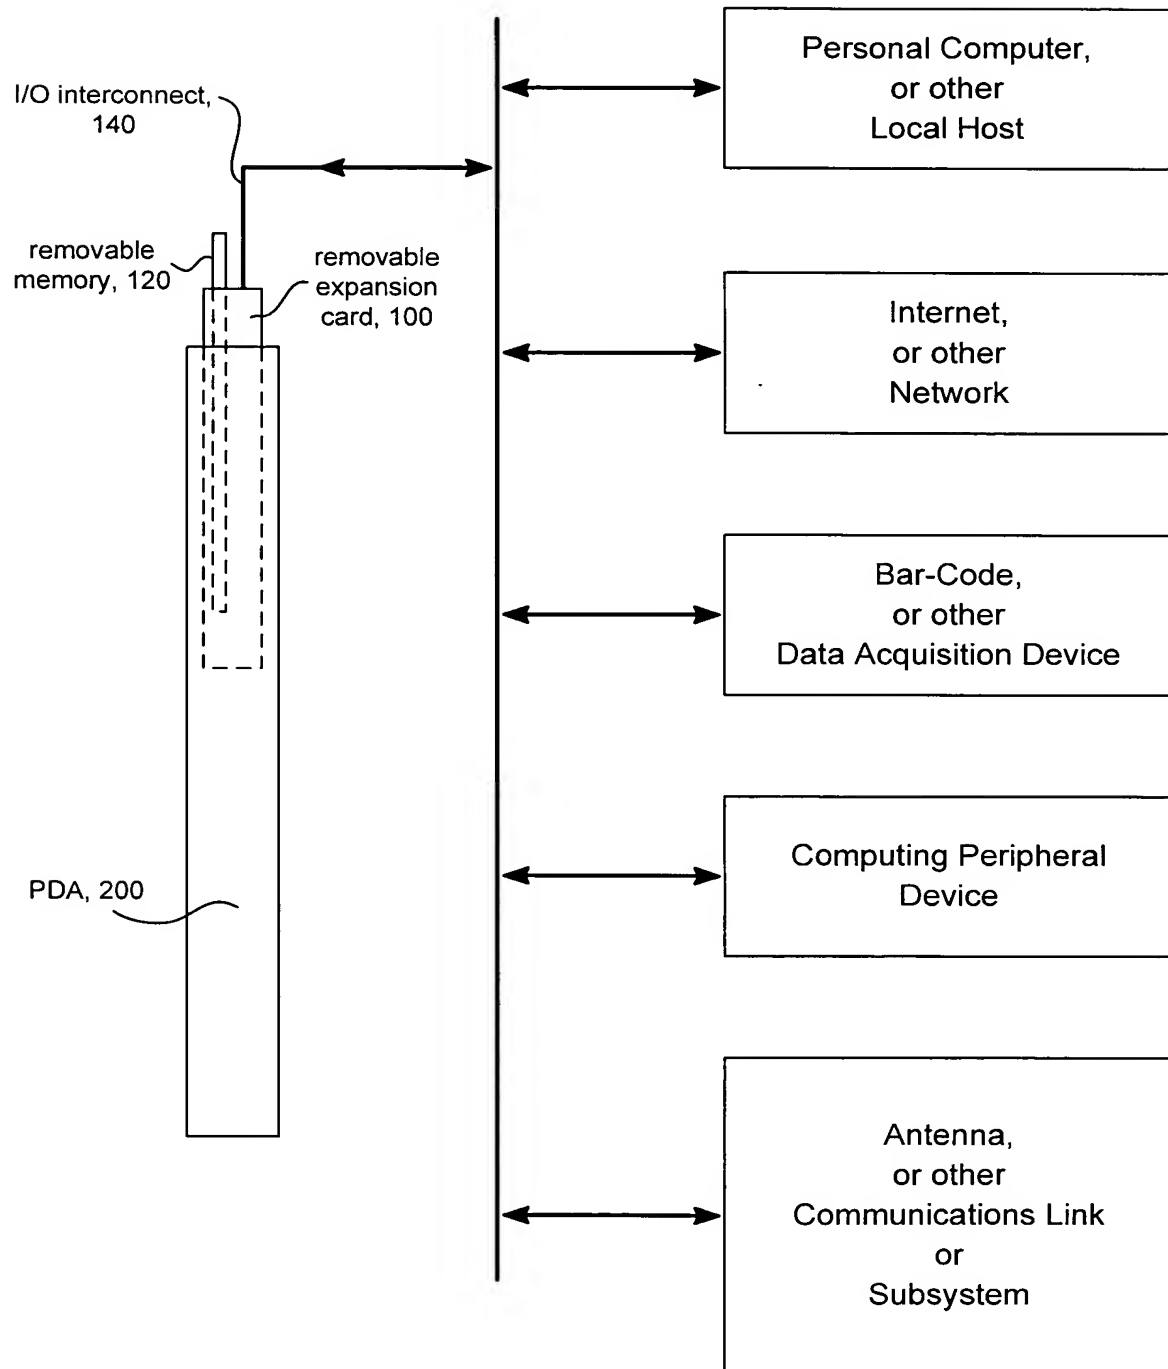 I/O interconnect,
140
removable
memory, 120
removable
expansion
card, 100
PDA, 200
Personal Computer,
or other
Local Host
Internet,
or other
Network
Bar-Code,
or other
Data Acquisition Device
Computing Peripheral
Device
Antenna,
or other
Communications Link
or
Subsystem